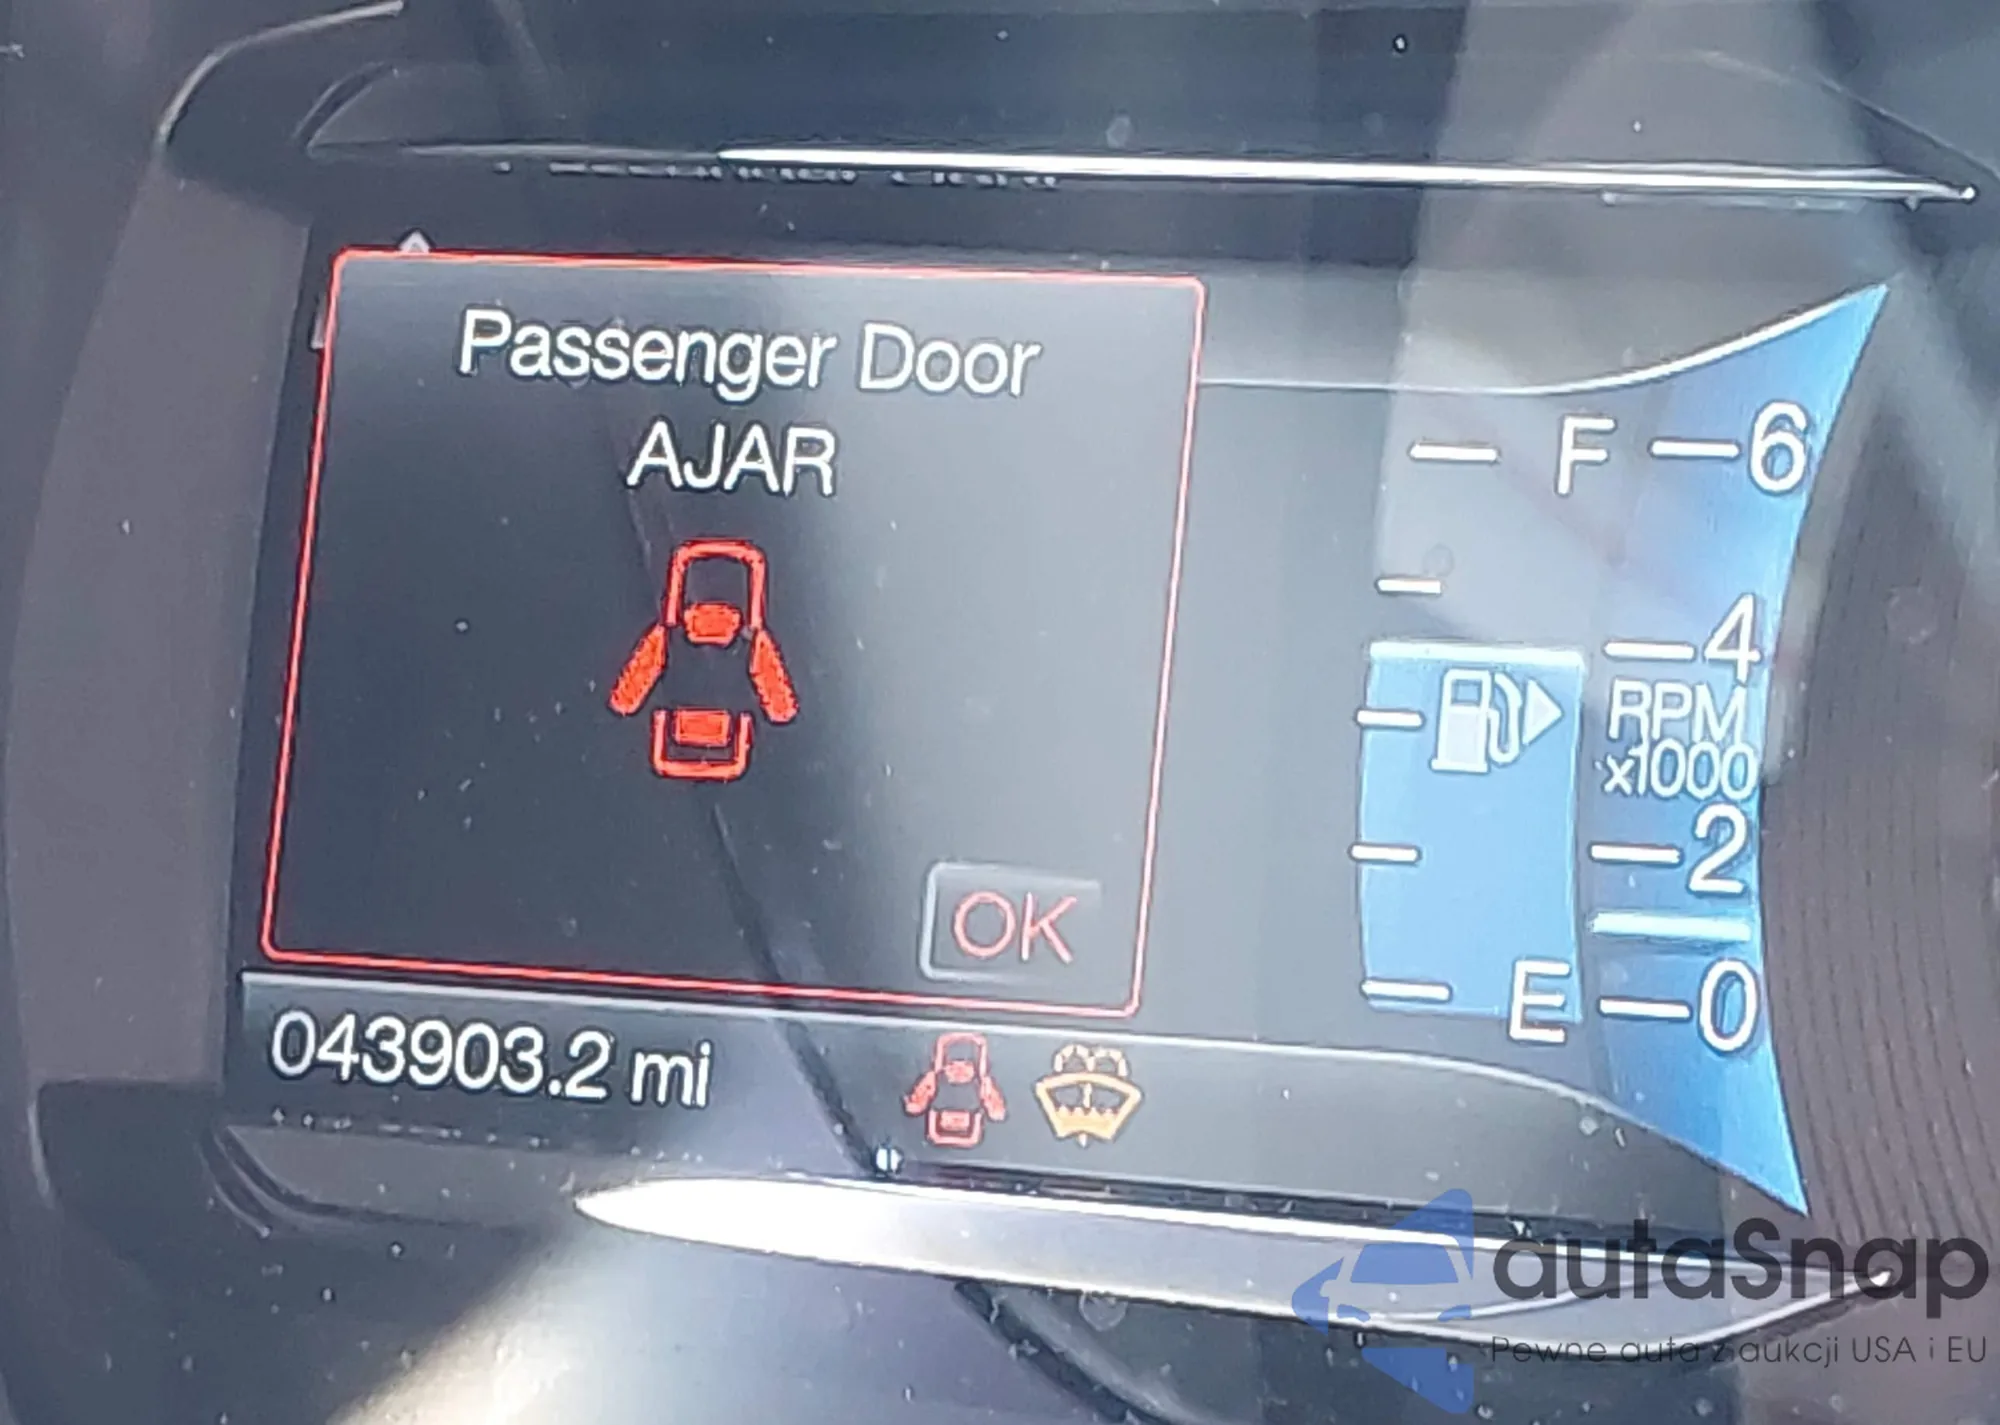 Passenger Door
AJAR
OK
043903.2 mi
F
E
6
4
RPM
x1000
2
0
autaSnap
Pewne auta z aukcji USA i EU